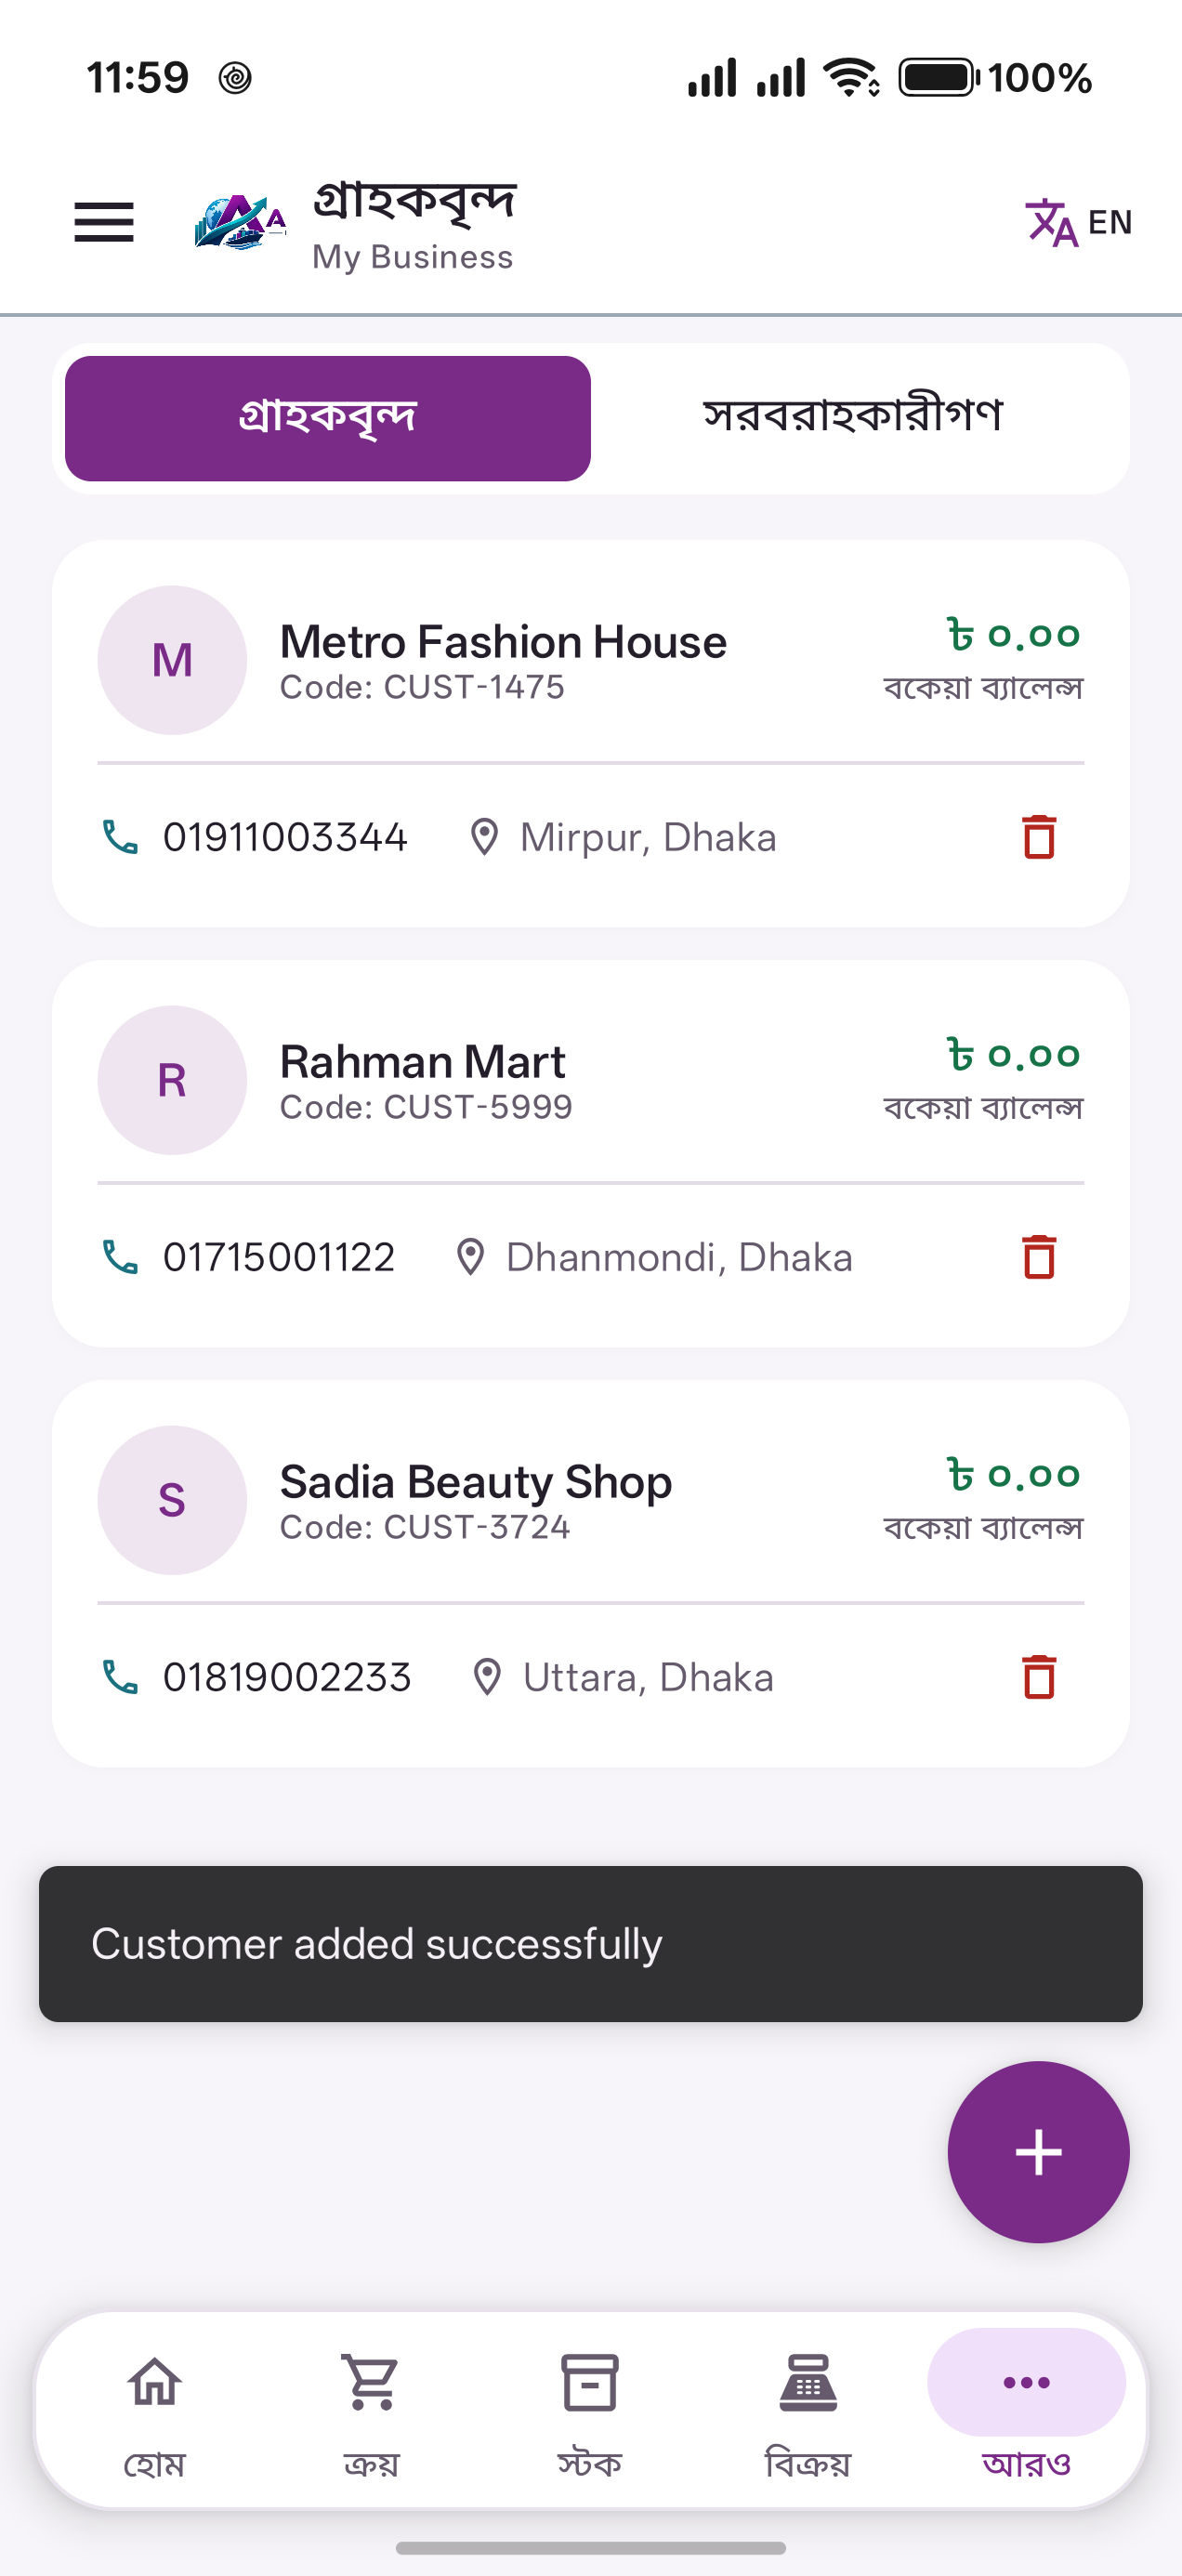 11:59
100%
গ্রাহকবৃন্দ
My Business
EN
গ্রাহকবৃন্দ
সরবরাহকারীগণ
M
Metro Fashion House
Code: CUST-1475
৳ ০.০০
বকেয়া ব্যালেন্স
01911003344
Mirpur, Dhaka
R
Rahman Mart
Code: CUST-5999
৳ ০.০০
বকেয়া ব্যালেন্স
01715001122
Dhanmondi, Dhaka
S
Sadia Beauty Shop
Code: CUST-3724
৳ ০.০০
বকেয়া ব্যালেন্স
01819002233
Uttara, Dhaka
Customer added successfully
হোম
ক্রয়
স্টক
বিক্রয়
আরও